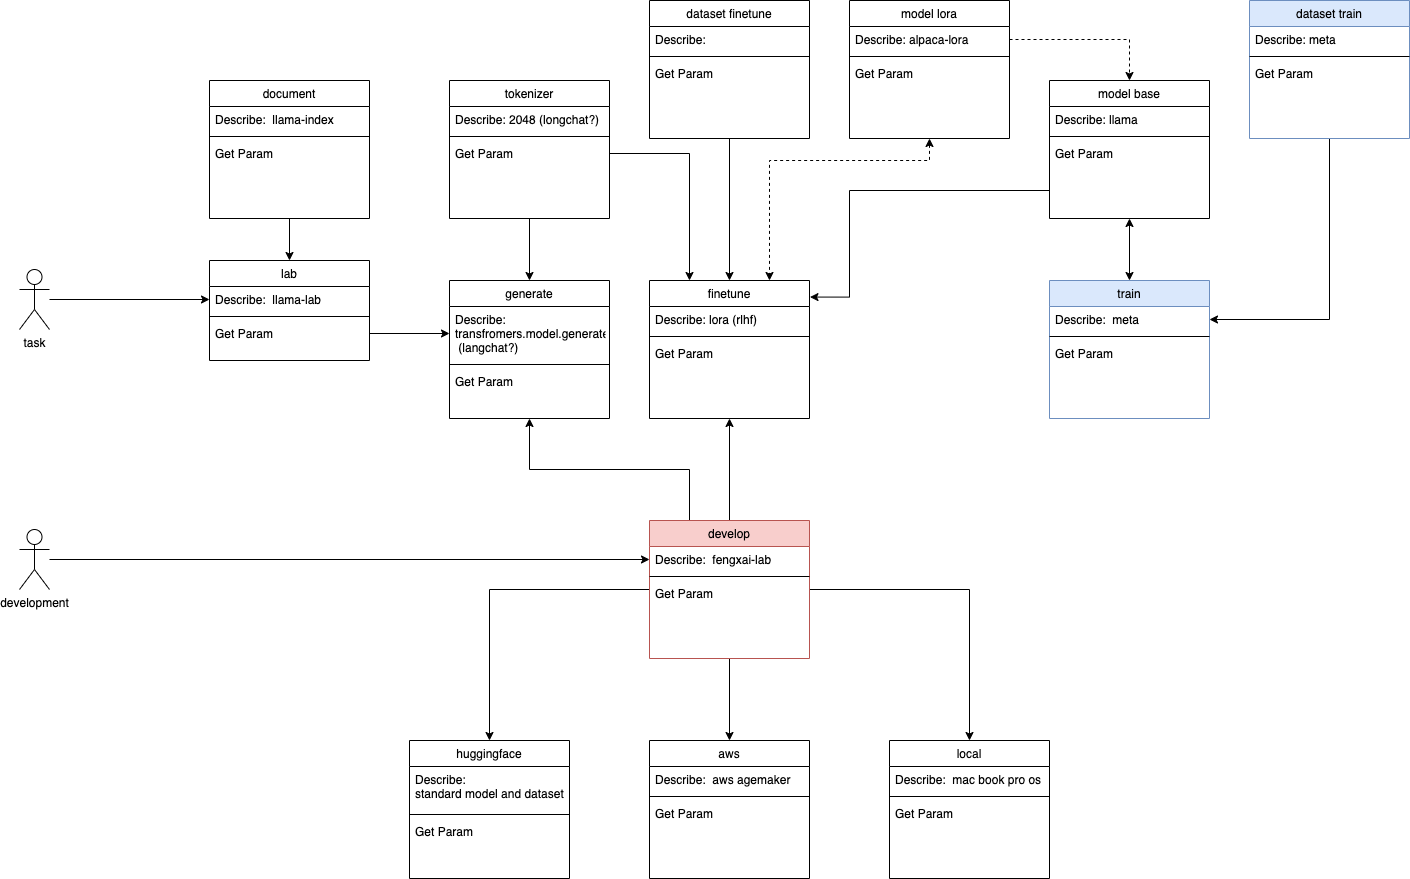 dataset finetune
Describe:
Get Param
model lora
Describe: alpaca-lora
Get Param
dataset train
Describe: meta
Get Param
document
Describe:  llama-index
Get Param
tokenizer
Describe: 2048 (longchat?)
Get Param
model base
Describe: llama
Get Param
task
lab
Describe:  llama-lab
Get Param
generate
Describe:
transfromers.model.generate
(langchat?)
Get Param
finetune
Describe: lora (rlhf)
Get Param
train
Describe:  meta
Get Param
development
develop
Describe:  fengxai-lab
Get Param
huggingface
Describe:
standard model and dataset
Get Param
aws
Describe:  aws agemaker
Get Param
local
Describe:  mac book pro os
Get Param